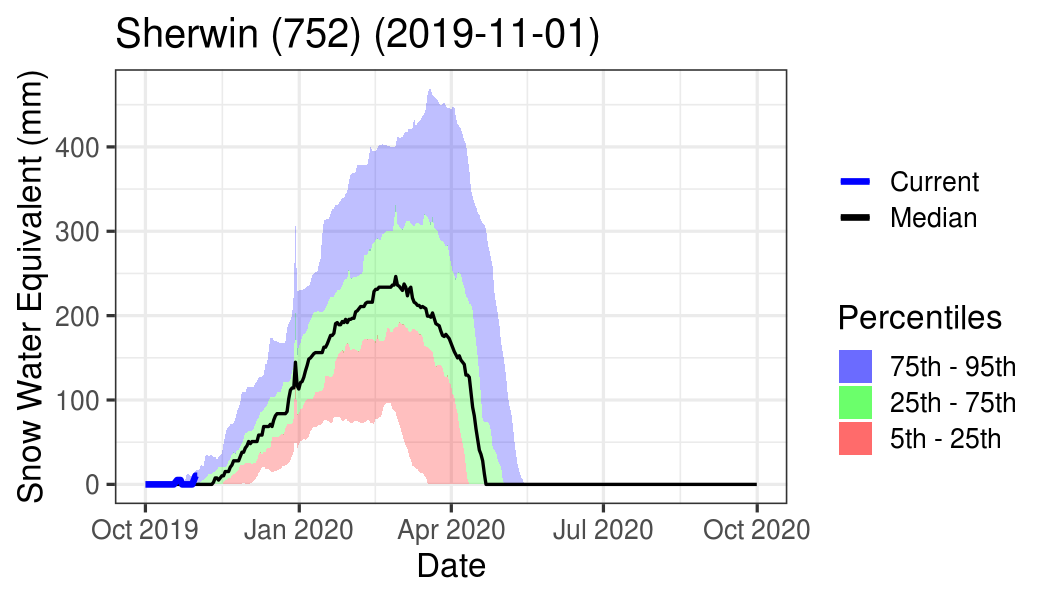 Sherwin (752) (2019-11-01)
Snow Water Equivalent (mm)
400
300
200
100
0
Oct 2019
Jan 2020
Apr 2020
Jul 2020
Oct 2020
Date
Current
Median
Percentiles
75th - 95th
25th - 75th
5th - 25th